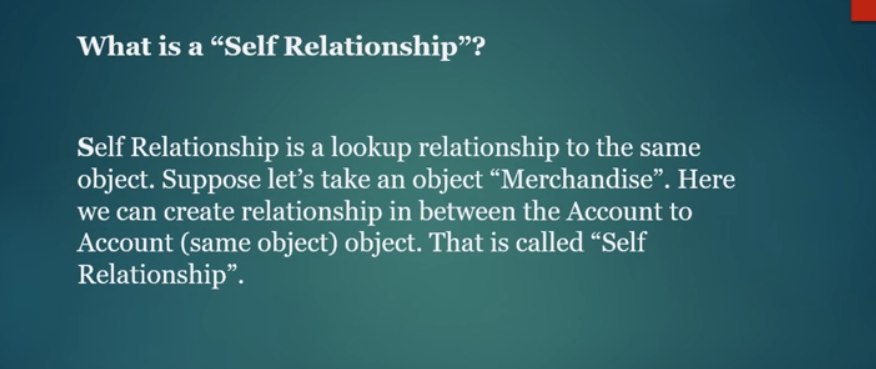 What is a “Self Relationship”?
Self Relationship is a lookup relationship to the same
object. Suppose let’s take an object “Merchandise”. Here
we can create relationship in between the Account to
Account (same object) object. That is called “Self
Relationship”.